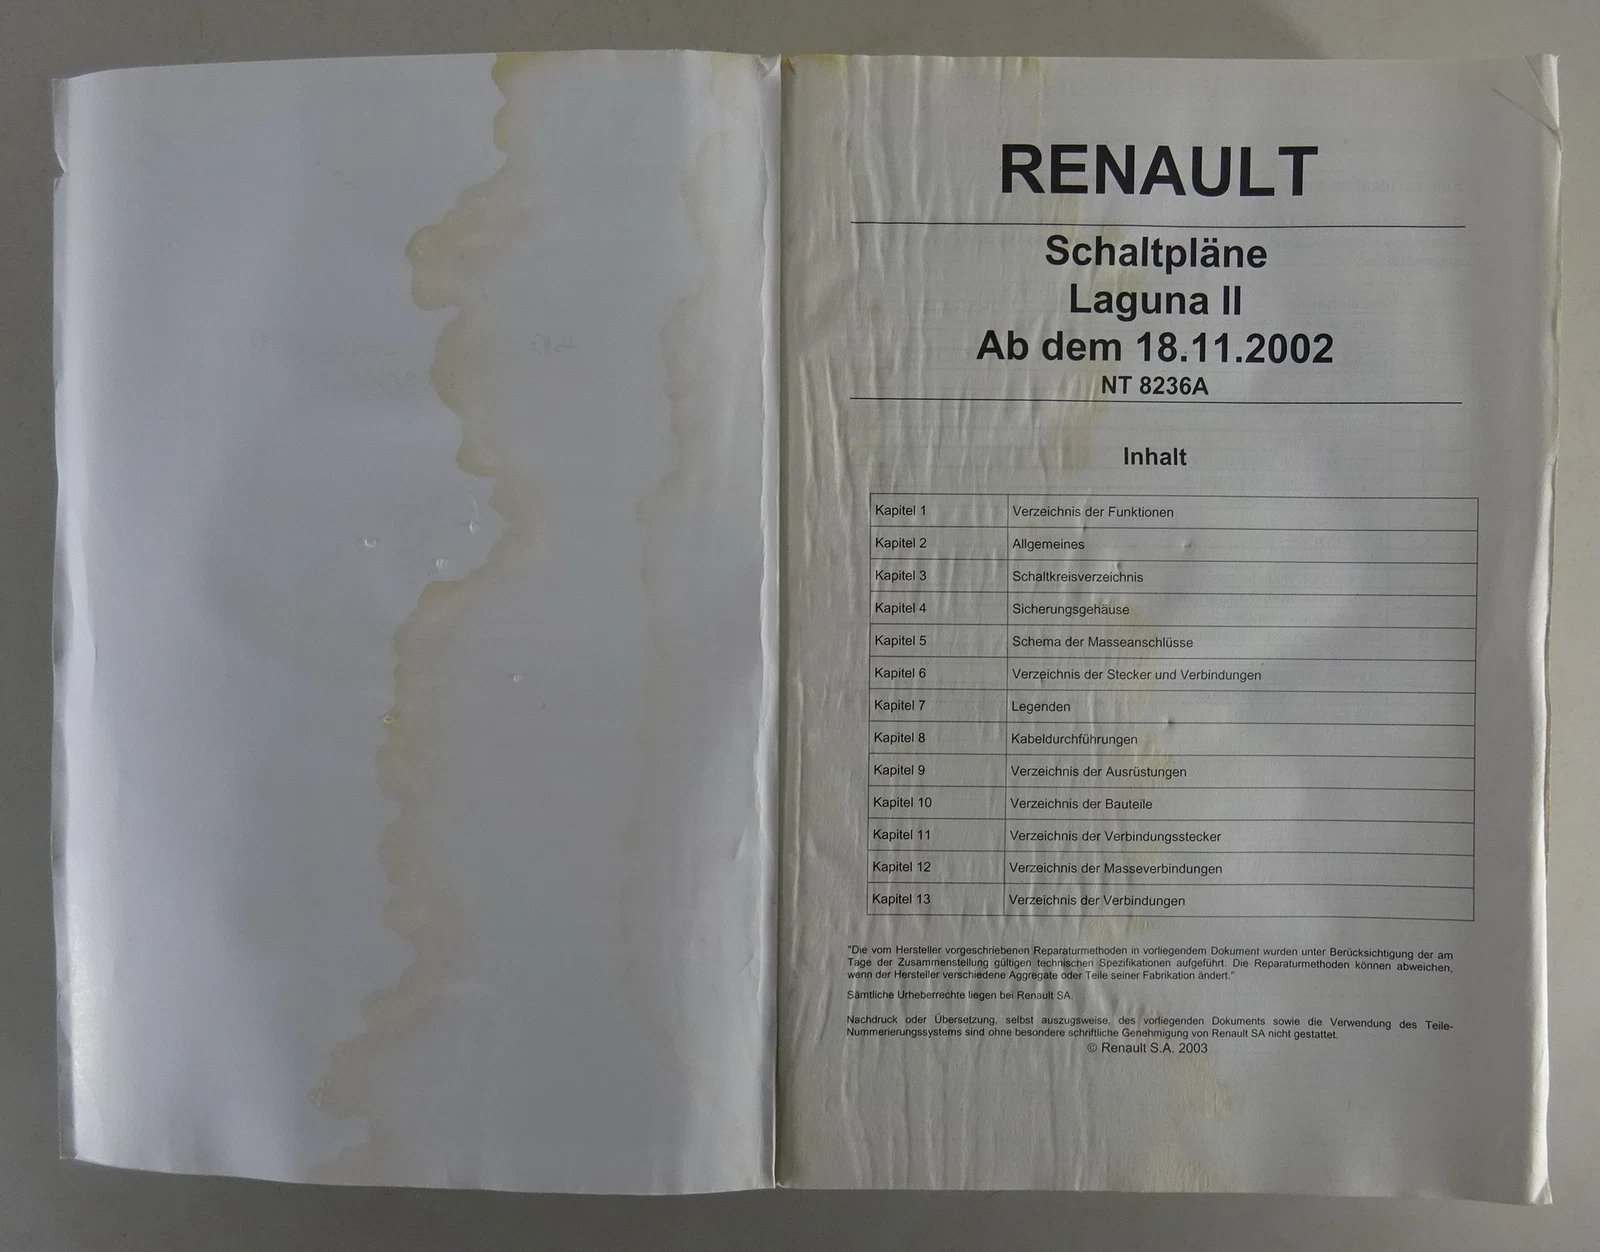 RENAULT
Schaltpläne
Laguna II
Ab dem 18.11.2002
NT 8236A
Inhalt
Kapitel 1 Verzeichnis der Funktionen
Kapitel 2 Allgemeines
Kapitel 3 Schaltkreisverzeichnis
Kapitel 4 Sicherungsgehäuse
Kapitel 5 Schema der Masseanschlüsse
Kapitel 6 Verzeichnis der Stecker und Verbindungen
Kapitel 7 Legenden
Kapitel 8 Kabeldurchführungen
Kapitel 9 Verzeichnis der Ausrüstungen
Kapitel 10 Verzeichnis der Bauteile
Kapitel 11 Verzeichnis der Verbindungsstecker
Kapitel 12 Verzeichnis der Masseverbindungen
Kapitel 13 Verzeichnis der Verbindungen
"Die vom Hersteller vorgeschriebenen Reparaturmethoden in vorliegendem Dokument wurden unter Berücksichtigung der am
Tage der Zusammenstellung gültigen technischen Spezifikationen aufgeführt. Die Reparaturmethoden können abweichen,
wenn der Hersteller verschiedene Aggregate oder Teile seiner Fabrikation ändert."
Sämtliche Urheberrechte liegen bei Renault SA.
Nachdruck oder Übersetzung, selbst auszugsweise, des vorliegenden Dokuments sowie die Verwendung des Teile-
Nummerierungssystems sind ohne besondere schriftliche Genehmigung von Renault SA nicht gestattet.
© Renault S.A. 2003